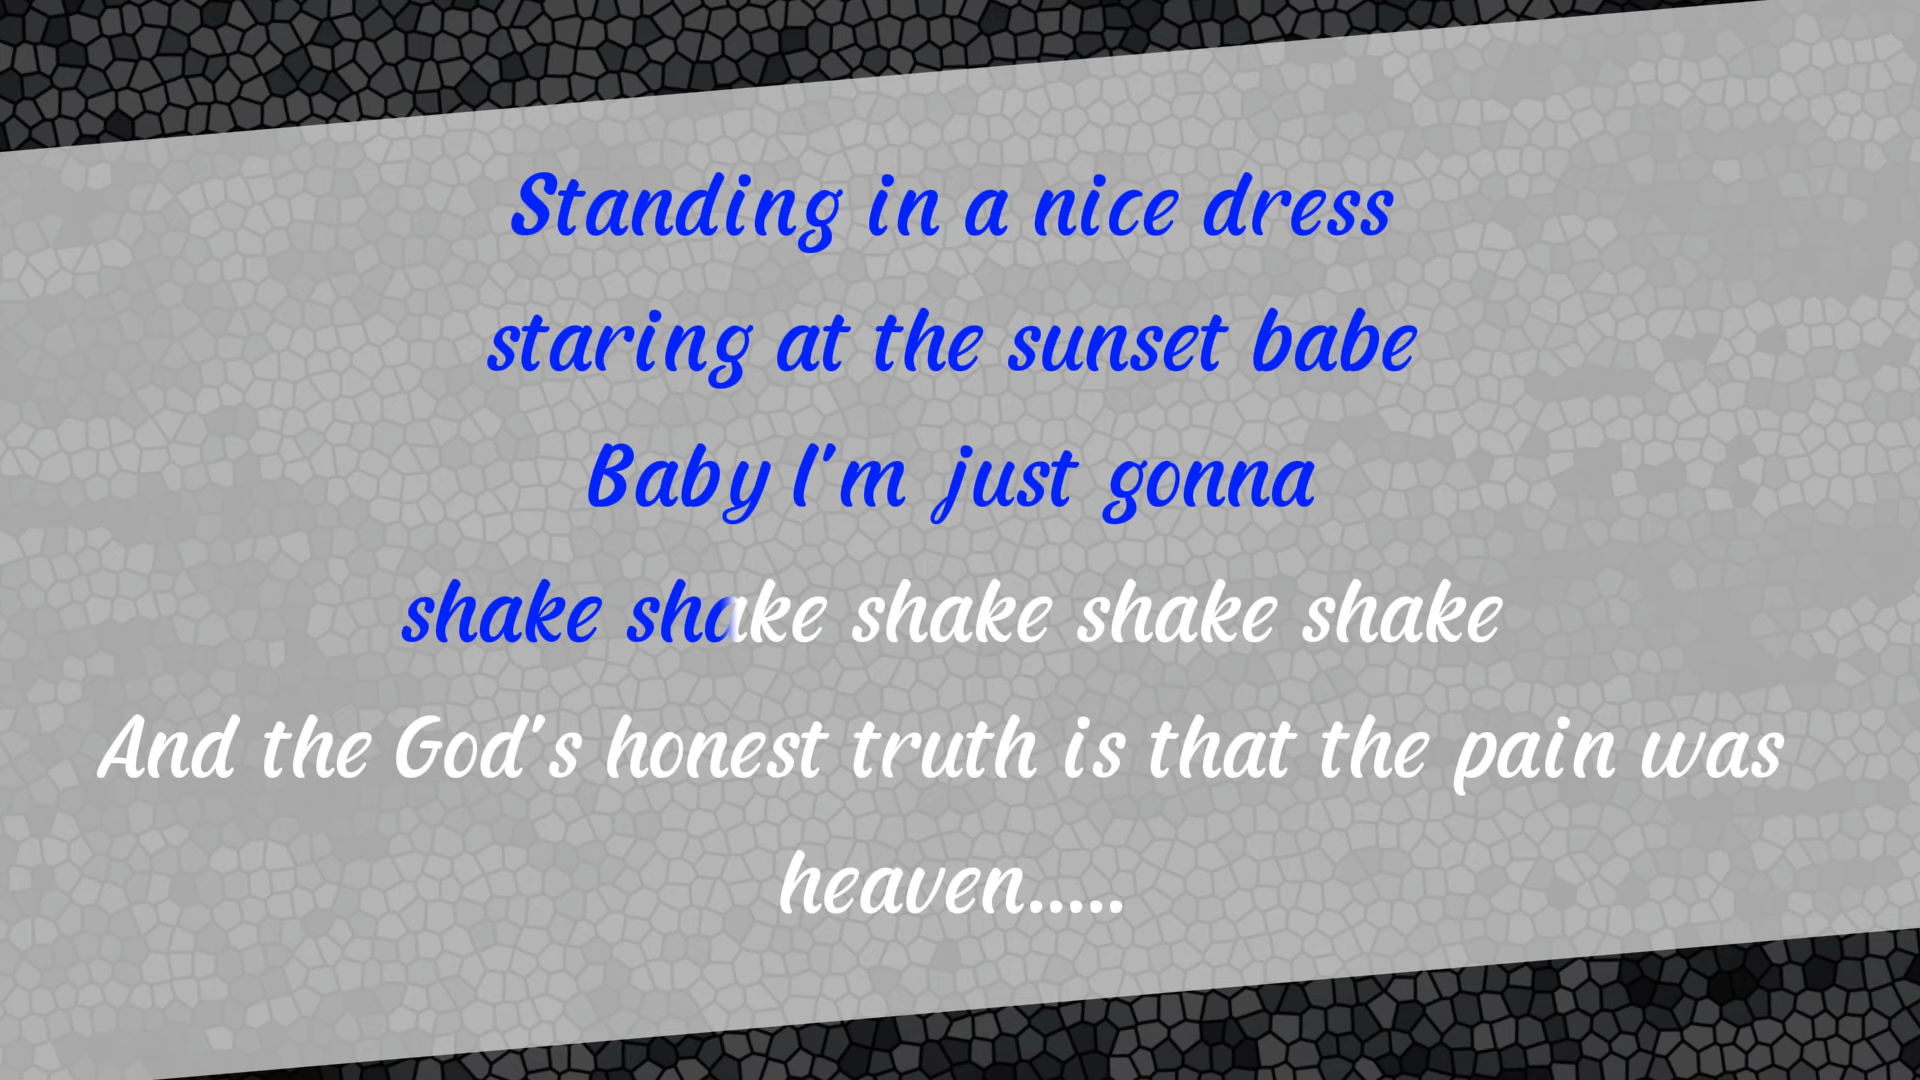 Standing in a nice dress
staring at the sunset babe
Baby I'm just gonna
shake shake shake shake shake
And the God's honest truth is that the pain was
heaven.....